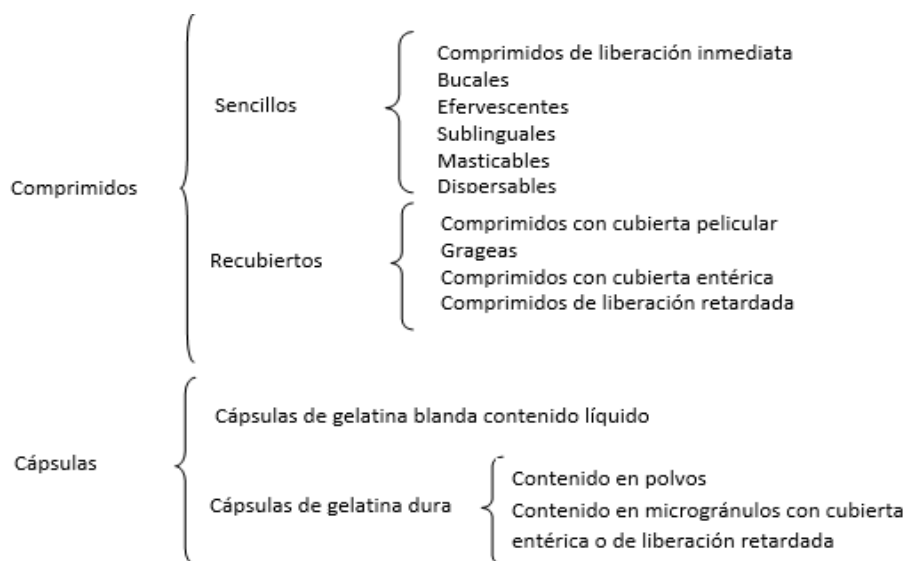 Comprimidos
Sencillos
Comprimidos de liberación inmediata
Bucales
Efervescentes
Sublinguales
Masticables
Dispersables
Recubiertos
Comprimidos con cubierta pelicular
Grageas
Comprimidos con cubierta entérica
Comprimidos de liberación retardada
Cápsulas
Cápsulas de gelatina blanda contenido líquido
Cápsulas de gelatina dura
Contenido en polvos
Contenido en microgránulos con cubierta
entérica o de liberación retardada